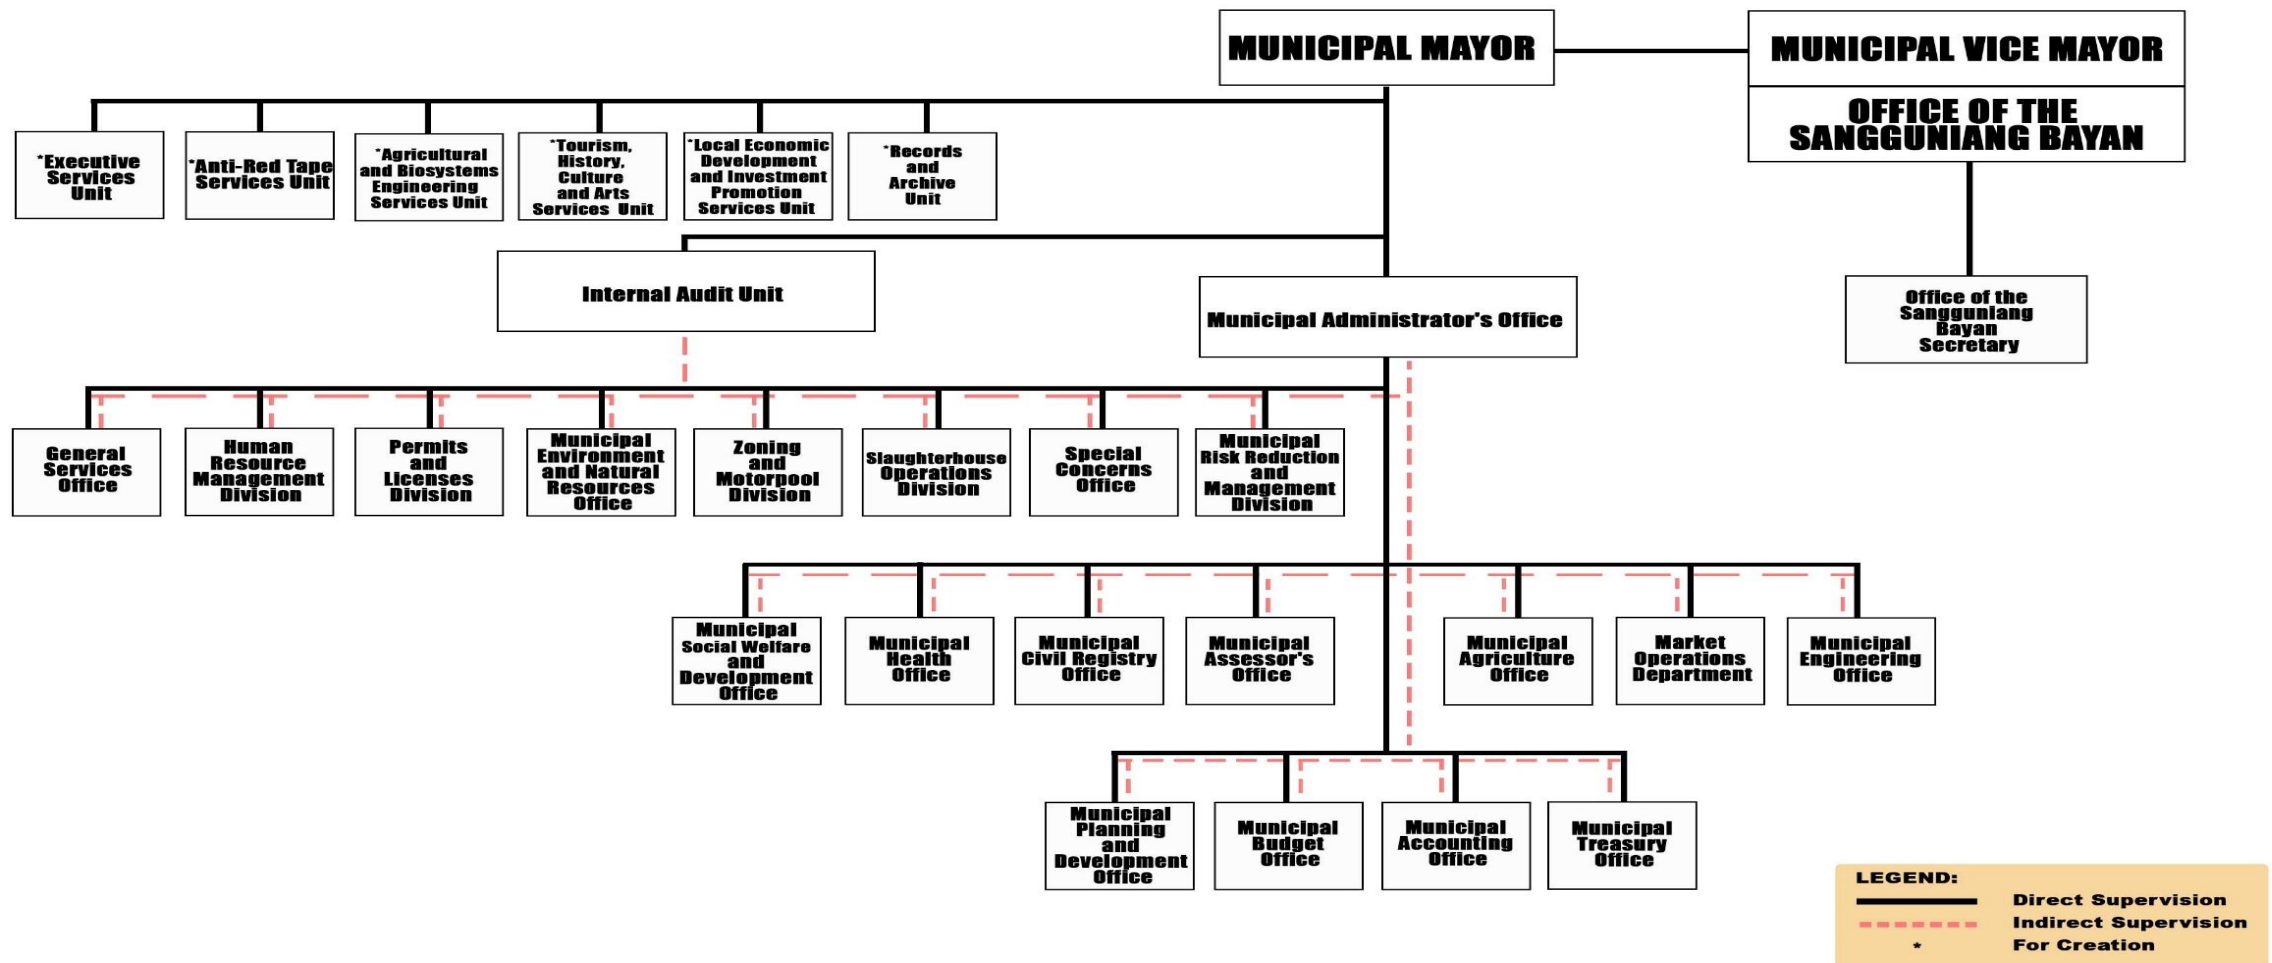 MUNICIPAL MAYOR
MUNICIPAL VICE MAYOR
OFFICE OF THE
SANGGUNIANG BAYAN
*Executive
Services
Unit
*Anti-Red Tape
Services Unit
*Agricultural
and Biosystems
Engineering
Services Unit
*Tourism,
History,
Culture
and Arts
Services Unit
*Local Economic
Development
and Investment
Promotion
Services Unit
*Records
and
Archive
Unit
Internal Audit Unit
Municipal Administrator's Office
Office of the
Sangguniang
Bayan
Secretary
General
Services
Office
Human
Resource
Management
Division
Permits
and
Licenses
Division
Municipal
Environment
and Natural
Resources
Office
Zoning
and
Motorpool
Division
Slaughterhouse
Operations
Division
Special
Concerns
Office
Municipal
Risk Reduction
and
Management
Division
Municipal
Social Welfare
and
Development
Office
Municipal
Health
Office
Municipal
Civil Registry
Office
Municipal
Assessor's
Office
Municipal
Agriculture
Office
Market
Operations
Department
Municipal
Engineering
Office
Municipal
Planning
and
Development
Office
Municipal
Budget
Office
Municipal
Accounting
Office
Municipal
Treasury
Office
LEGEND:
Direct Supervision
Indirect Supervision
* For Creation